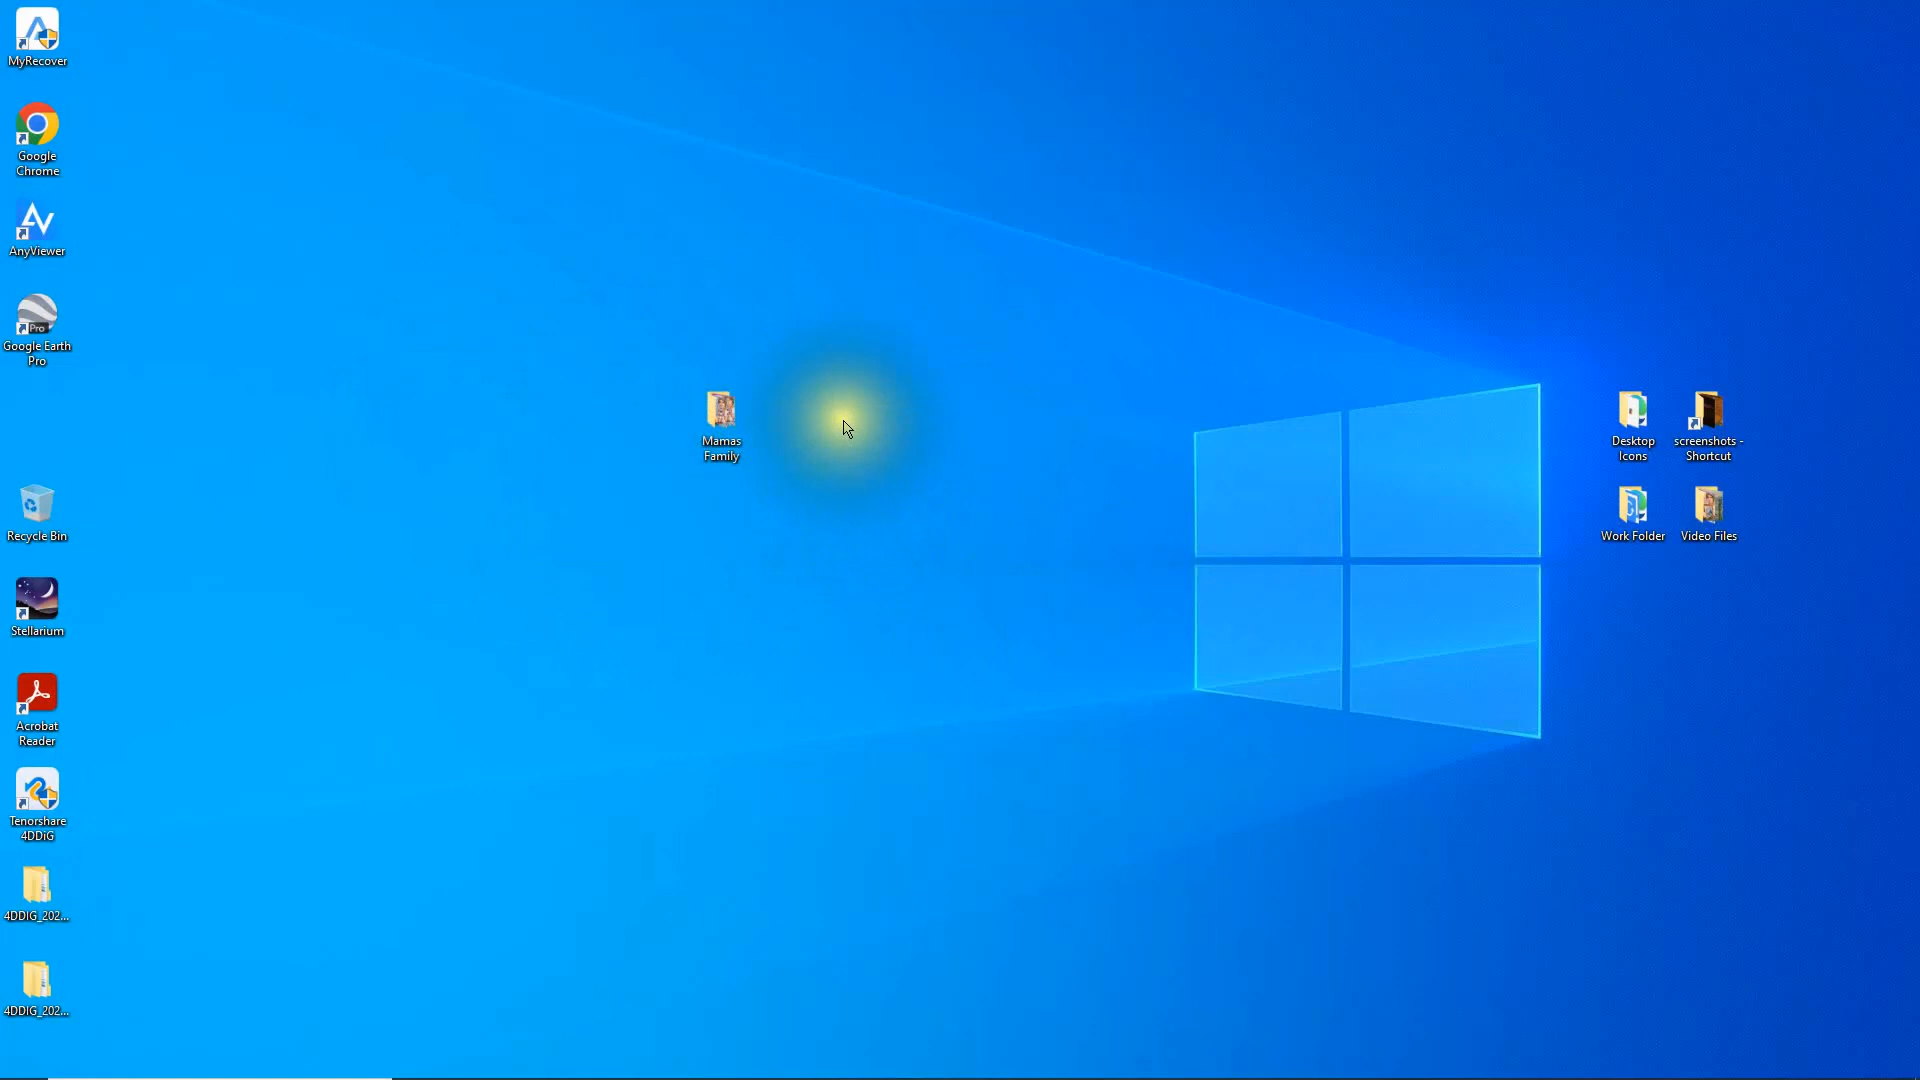 MyRecover
Google
Chrome
AnyViewer
Pro
Google Earth
Pro
Mamas
Family
Desktop
Icons
screenshots -
Shortcut
Recycle Bin
Work Folder
Video Files
Stellarium
Acrobat
Reader
Tenorshare
4DDiG
4DDIG_202...
4DDIG_202...